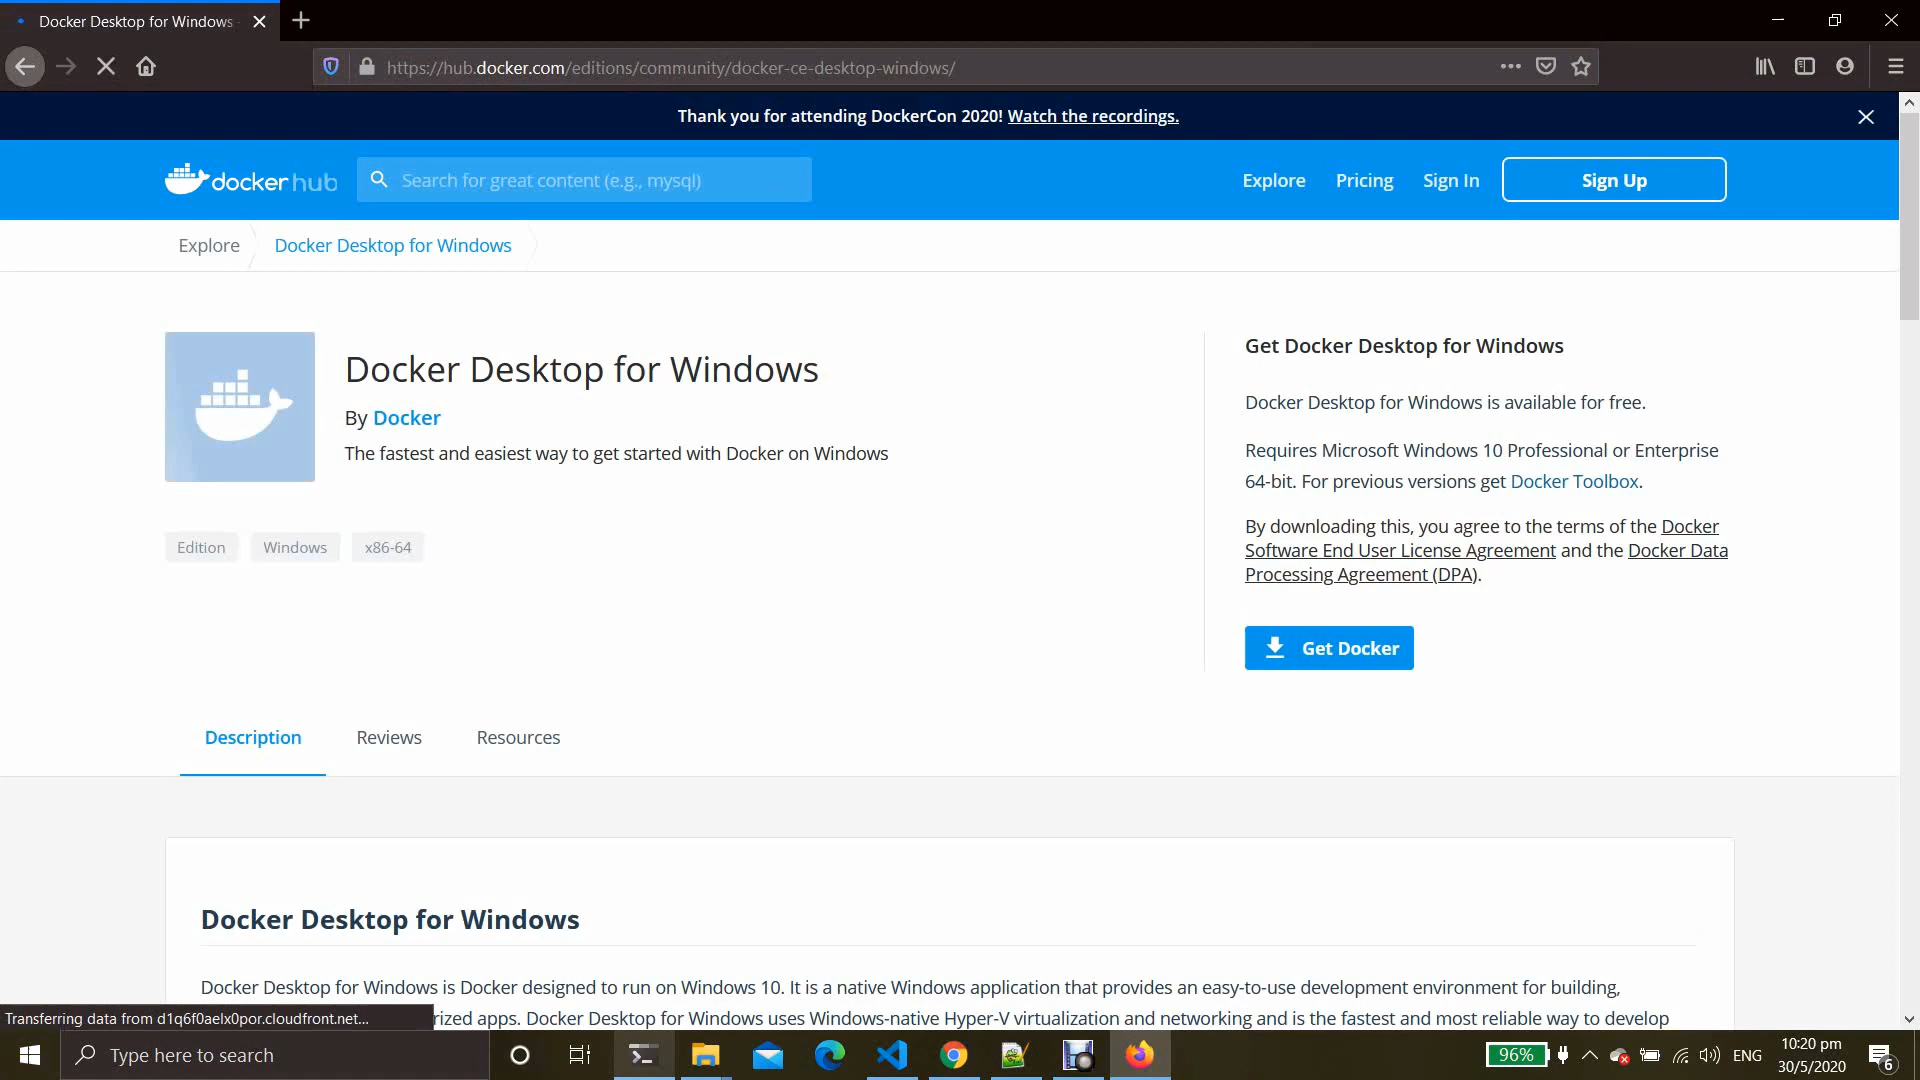 Docker Desktop for Windows
https://hub.docker.com/editions/community/docker-ce-desktop-windows/
Thank you for attending DockerCon 2020! Watch the recordings.
docker hub
Search for great content (e.g., mysql)
Explore
Pricing
Sign In
Sign Up
Explore
Docker Desktop for Windows
Docker Desktop for Windows
By Docker
The fastest and easiest way to get started with Docker on Windows
Edition
Windows
x86-64
Get Docker Desktop for Windows
Docker Desktop for Windows is available for free.
Requires Microsoft Windows 10 Professional or Enterprise
64-bit. For previous versions get Docker Toolbox.
By downloading this, you agree to the terms of the Docker
Software End User License Agreement and the Docker Data
Processing Agreement (DPA).
Get Docker
Description
Reviews
Resources
Docker Desktop for Windows
Docker Desktop for Windows is Docker designed to run on Windows 10. It is a native Windows application that provides an easy-to-use development environment for building,
rized apps. Docker Desktop for Windows uses Windows-native Hyper-V virtualization and networking and is the fastest and most reliable way to develop
Transferring data from d1q6f0aelx0por.cloudfront.net...
Type here to search
96%
ENG
10:20 pm
30/5/2020
6